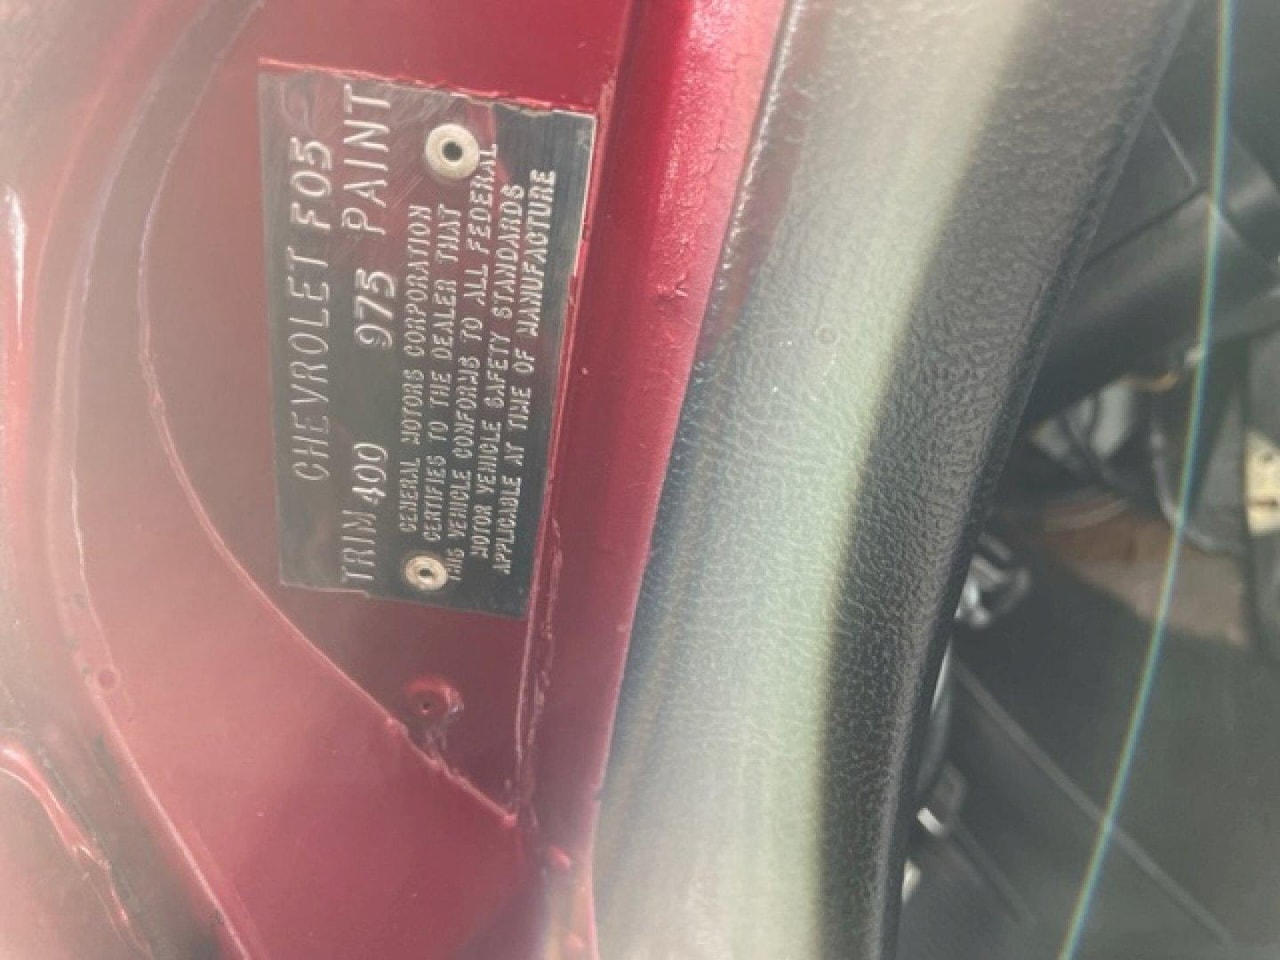 CHEVROLET F05
TRIM 400 975 PAINT
GENERAL MOTORS CORPORATION
CERTIFIES TO THE DEALER THAT
THIS VEHICLE CONFORMS TO ALL FEDERAL
MOTOR VEHICLE SAFETY STANDARDS
APPLICABLE AT TIME OF MANUFACTURE